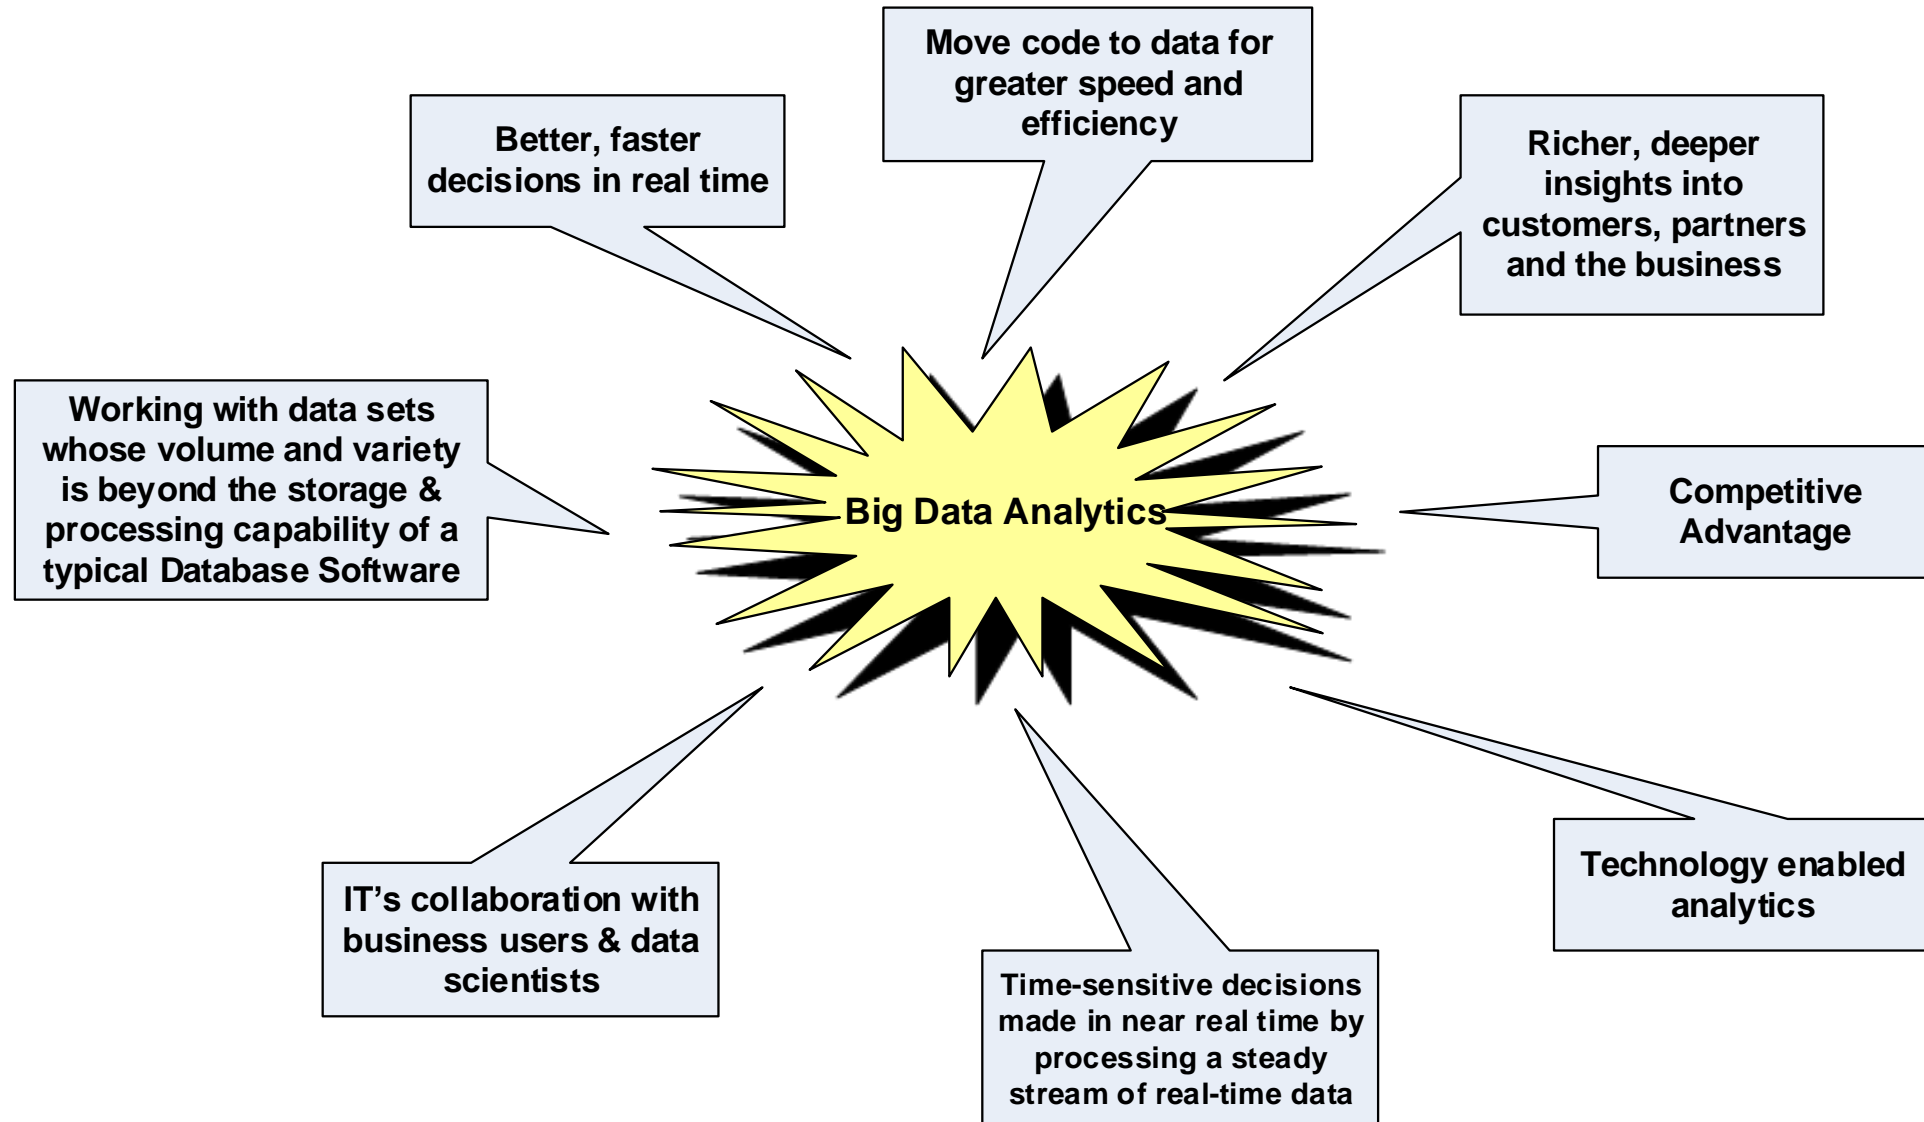 Move code to data for
greater speed and
efficiency
Better, faster
decisions in real time
Richer, deeper
insights into
customers, partners
and the business
Working with data sets
whose volume and variety
is beyond the storage &
processing capability of a
typical Database Software
Big Data Analytics
Competitive
Advantage
Technology enabled
analytics
IT’s collaboration with
business users & data
scientists
Time-sensitive decisions
made in near real time by
processing a steady
stream of real-time data